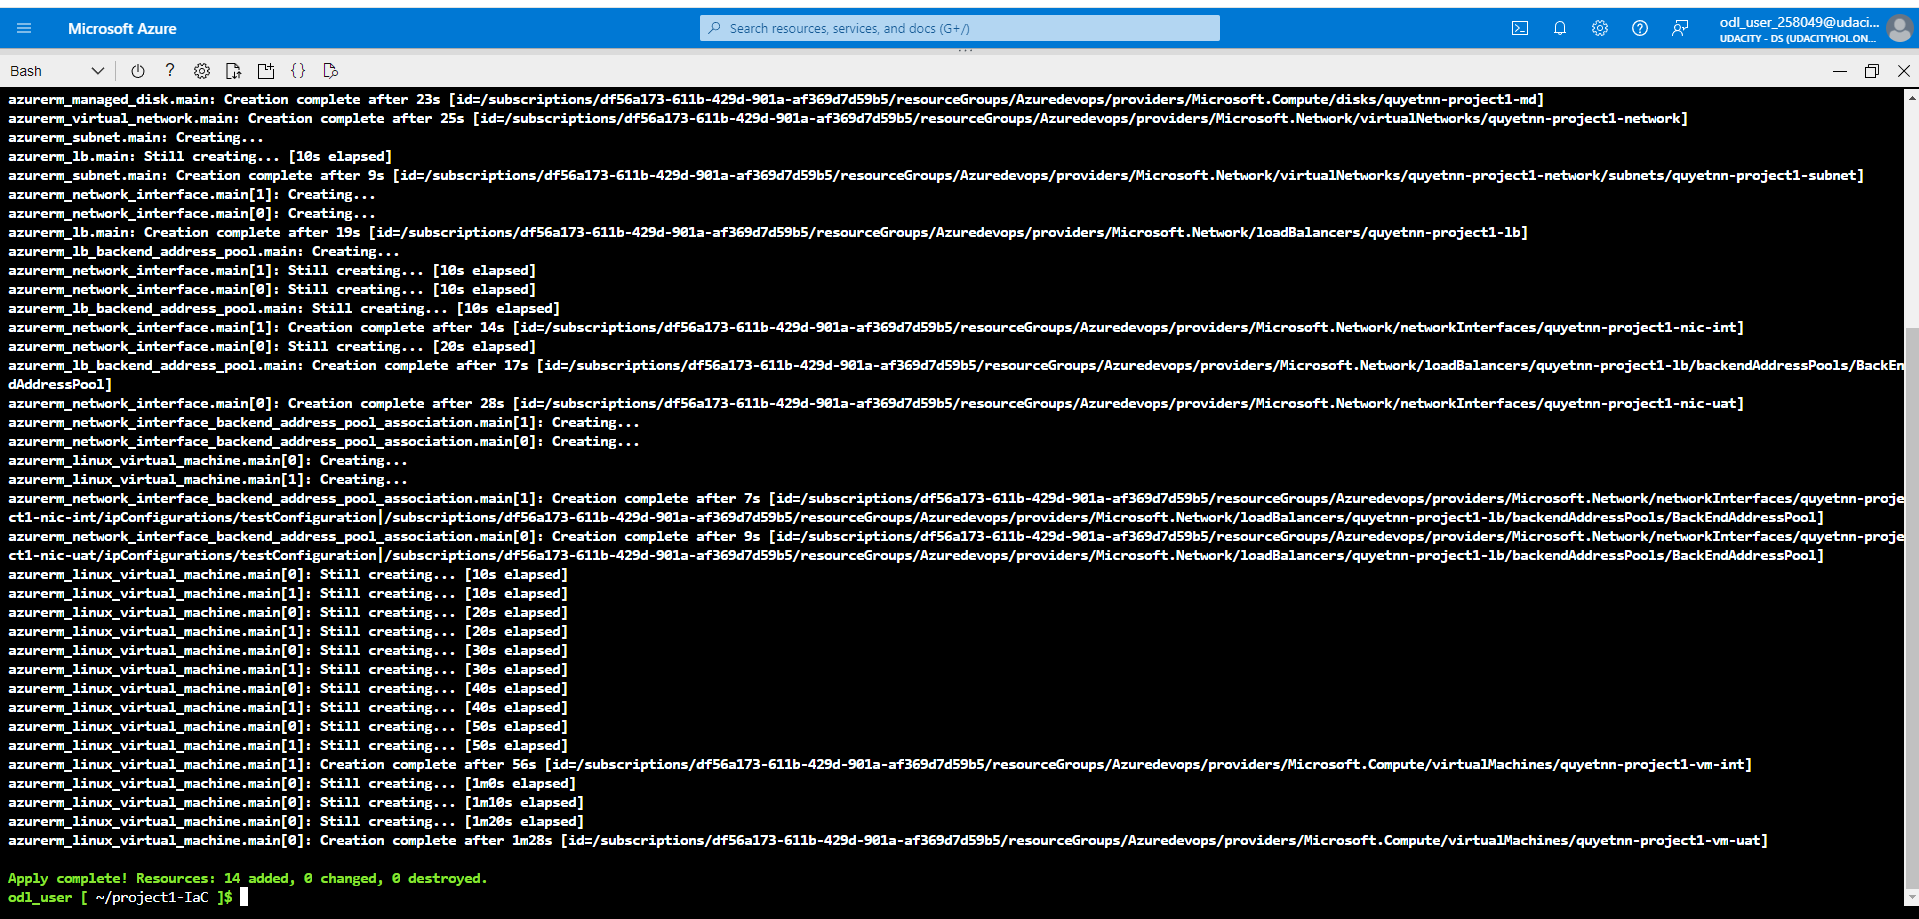 Microsoft Azure
Search resources, services, and docs (G+/)
odl_user_258049@udaci...
UDACITY - DS (UDACITYHOL.ON...
Bash
azurerm_managed_disk.main: Creation complete after 23s [id=/subscriptions/df56a173-611b-429d-901a-af369d7d59b5/resourceGroups/Azuredevops/providers/Microsoft.Compute/disks/quyetnn-project1-md]
azurerm_virtual_network.main: Creation complete after 25s [id=/subscriptions/df56a173-611b-429d-901a-af369d7d59b5/resourceGroups/Azuredevops/providers/Microsoft.Network/virtualNetworks/quyetnn-project1-network]
azurerm_subnet.main: Creating...
azurerm_lb.main: Still creating... [10s elapsed]
azurerm_subnet.main: Creation complete after 9s [id=/subscriptions/df56a173-611b-429d-901a-af369d7d59b5/resourceGroups/Azuredevops/providers/Microsoft.Network/virtualNetworks/quyetnn-project1-network/subnets/quyetnn-project1-subnet]
azurerm_network_interface.main[1]: Creating...
azurerm_network_interface.main[0]: Creating...
azurerm_lb.main: Creation complete after 19s [id=/subscriptions/df56a173-611b-429d-901a-af369d7d59b5/resourceGroups/Azuredevops/providers/Microsoft.Network/loadBalancers/quyetnn-project1-lb]
azurerm_lb_backend_address_pool.main: Creating...
azurerm_network_interface.main[1]: Still creating... [10s elapsed]
azurerm_network_interface.main[0]: Still creating... [10s elapsed]
azurerm_lb_backend_address_pool.main: Still creating... [10s elapsed]
azurerm_network_interface.main[1]: Creation complete after 14s [id=/subscriptions/df56a173-611b-429d-901a-af369d7d59b5/resourceGroups/Azuredevops/providers/Microsoft.Network/networkInterfaces/quyetnn-project1-nic-int]
azurerm_network_interface.main[0]: Still creating... [20s elapsed]
azurerm_lb_backend_address_pool.main: Creation complete after 17s [id=/subscriptions/df56a173-611b-429d-901a-af369d7d59b5/resourceGroups/Azuredevops/providers/Microsoft.Network/loadBalancers/quyetnn-project1-lb/backendAddressPools/BackEn
dAddressPool]
azurerm_network_interface.main[0]: Creation complete after 28s [id=/subscriptions/df56a173-611b-429d-901a-af369d7d59b5/resourceGroups/Azuredevops/providers/Microsoft.Network/networkInterfaces/quyetnn-project1-nic-uat]
azurerm_network_interface_backend_address_pool_association.main[1]: Creating...
azurerm_network_interface_backend_address_pool_association.main[0]: Creating...
azurerm_linux_virtual_machine.main[0]: Creating...
azurerm_linux_virtual_machine.main[1]: Creating...
azurerm_network_interface_backend_address_pool_association.main[1]: Creation complete after 7s [id=/subscriptions/df56a173-611b-429d-901a-af369d7d59b5/resourceGroups/Azuredevops/providers/Microsoft.Network/networkInterfaces/quyetnn-proje
ct1-nic-int/ipConfigurations/testConfiguration|/subscriptions/df56a173-611b-429d-901a-af369d7d59b5/resourceGroups/Azuredevops/providers/Microsoft.Network/loadBalancers/quyetnn-project1-lb/backendAddressPools/BackEndAddressPool]
azurerm_network_interface_backend_address_pool_association.main[0]: Creation complete after 9s [id=/subscriptions/df56a173-611b-429d-901a-af369d7d59b5/resourceGroups/Azuredevops/providers/Microsoft.Network/networkInterfaces/quyetnn-proje
ct1-nic-uat/ipConfigurations/testConfiguration|/subscriptions/df56a173-611b-429d-901a-af369d7d59b5/resourceGroups/Azuredevops/providers/Microsoft.Network/loadBalancers/quyetnn-project1-lb/backendAddressPools/BackEndAddressPool]
azurerm_linux_virtual_machine.main[0]: Still creating... [10s elapsed]
azurerm_linux_virtual_machine.main[1]: Still creating... [10s elapsed]
azurerm_linux_virtual_machine.main[0]: Still creating... [20s elapsed]
azurerm_linux_virtual_machine.main[1]: Still creating... [20s elapsed]
azurerm_linux_virtual_machine.main[0]: Still creating... [30s elapsed]
azurerm_linux_virtual_machine.main[1]: Still creating... [30s elapsed]
azurerm_linux_virtual_machine.main[0]: Still creating... [40s elapsed]
azurerm_linux_virtual_machine.main[1]: Still creating... [40s elapsed]
azurerm_linux_virtual_machine.main[0]: Still creating... [50s elapsed]
azurerm_linux_virtual_machine.main[1]: Still creating... [50s elapsed]
azurerm_linux_virtual_machine.main[1]: Creation complete after 56s [id=/subscriptions/df56a173-611b-429d-901a-af369d7d59b5/resourceGroups/Azuredevops/providers/Microsoft.Compute/virtualMachines/quyetnn-project1-vm-int]
azurerm_linux_virtual_machine.main[0]: Still creating... [1m0s elapsed]
azurerm_linux_virtual_machine.main[0]: Still creating... [1m10s elapsed]
azurerm_linux_virtual_machine.main[0]: Still creating... [1m20s elapsed]
azurerm_linux_virtual_machine.main[0]: Creation complete after 1m28s [id=/subscriptions/df56a173-611b-429d-901a-af369d7d59b5/resourceGroups/Azuredevops/providers/Microsoft.Compute/virtualMachines/quyetnn-project1-vm-uat]
Apply complete! Resources: 14 added, 0 changed, 0 destroyed.
odl_user [ ~/project1-IaC ]$